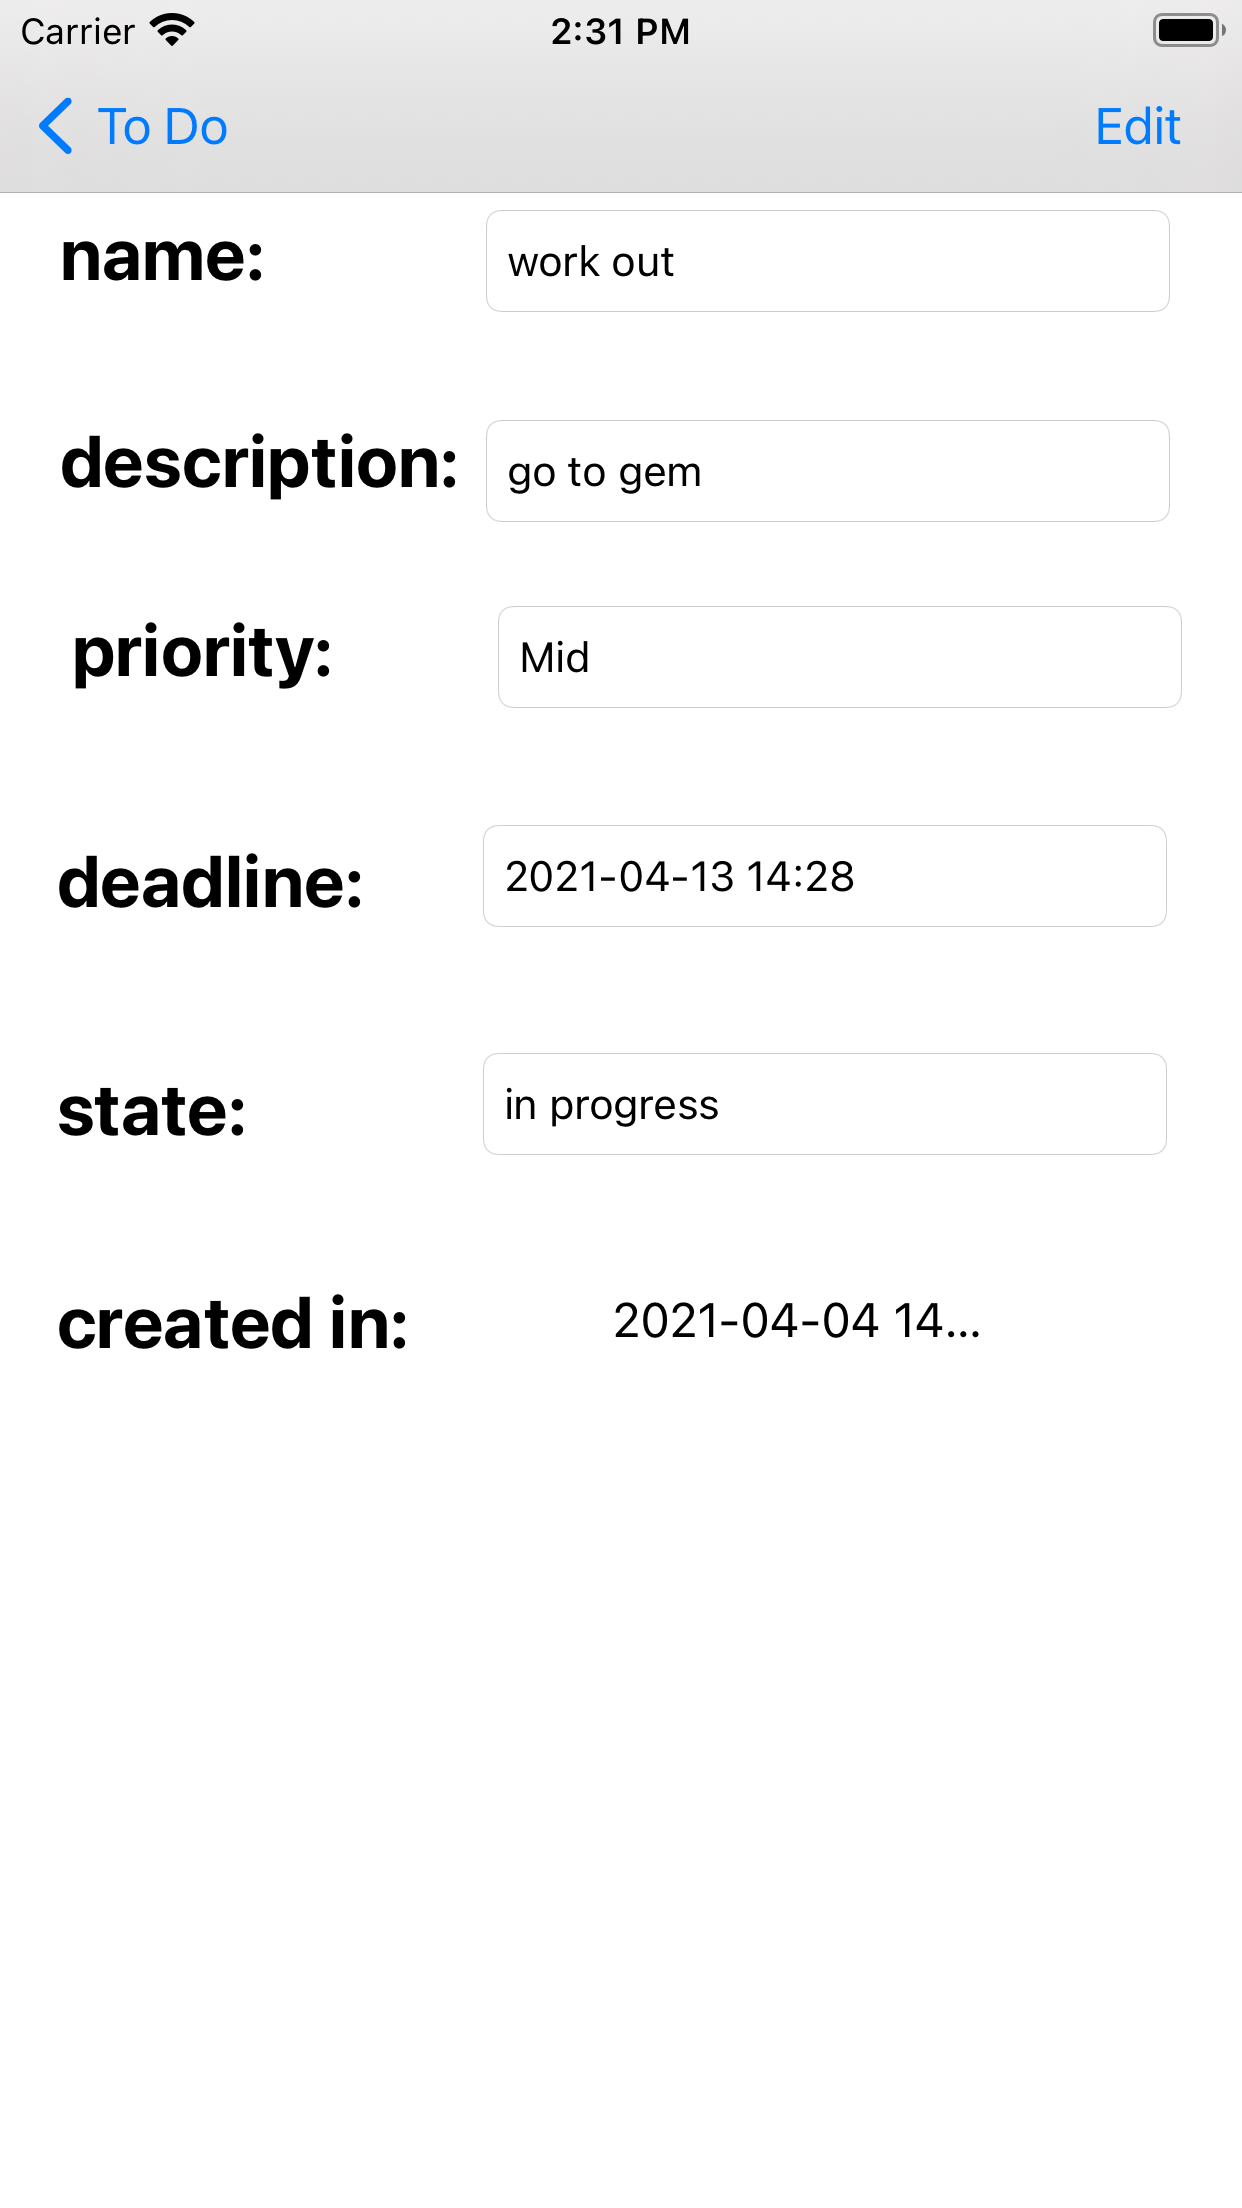 Carrier 2:31 PM
To Do Edit
name: work out
description: go to gem
priority: Mid
deadline: 2021-04-13 14:28
state: in progress
created in: 2021-04-04 14...